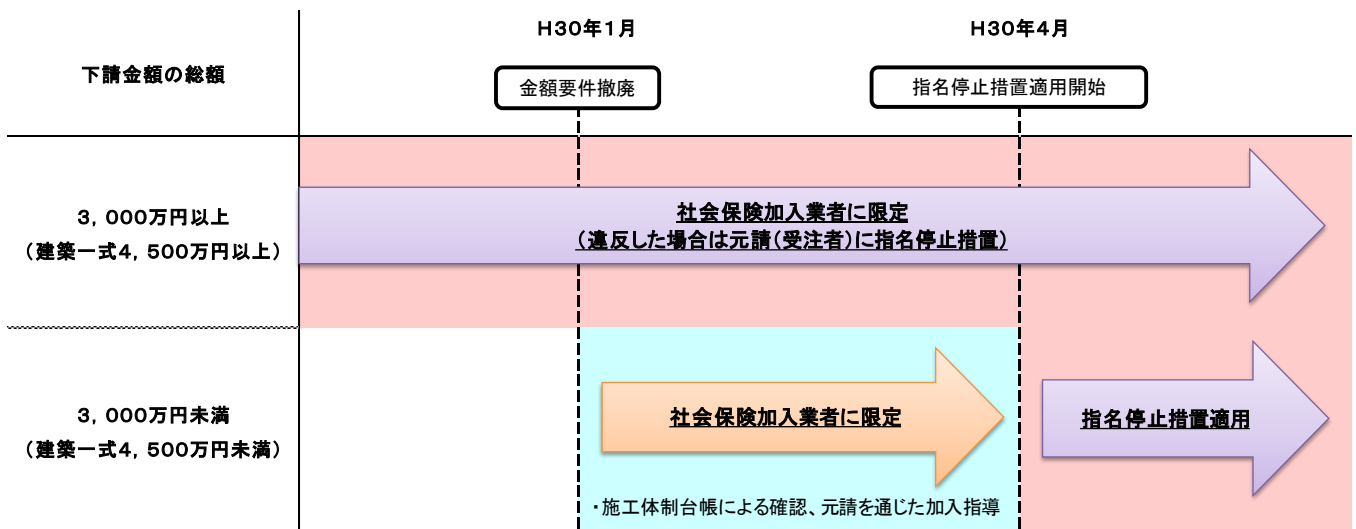 H30年1月
H30年4月
下請金額の総額
金額要件撤廃
指名停止措置適用開始
3，000万円以上
（建築一式4，500万円以上）
社会保険加入業者に限定
（違反した場合は元請（受注者）に指名停止措置）
3，000万円未満
（建築一式4，500万円未満）
社会保険加入業者に限定
指名停止措置適用
・施工体制台帳による確認、元請を通じた加入指導